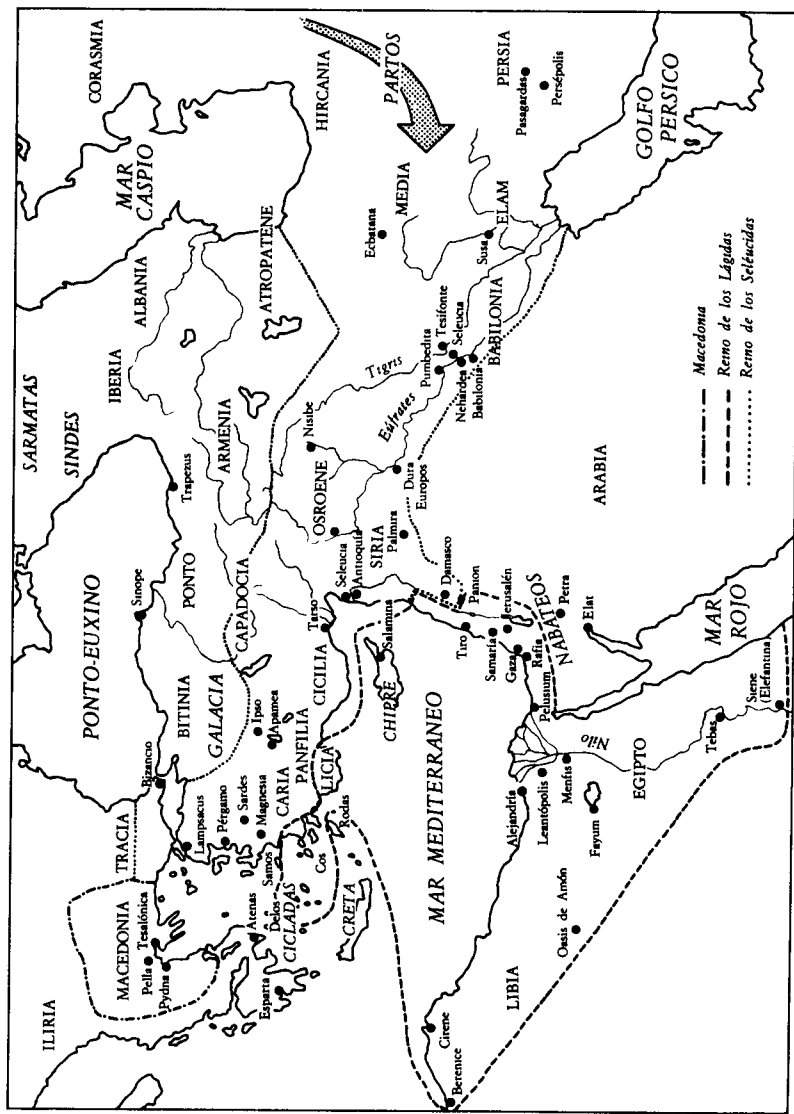 CORASMIA
MAR
CASPIO
HIRCANIA
PARTOS
PERSIA
Pasagardas
Persépolis
GOLFO
PERSICO
SARMATAS
SINDES
ALBANIA
IBERIA
ATROPATENE
ARMENIA
MEDIA
Ecbatana
ELAM
Susa
Tigris
Eúfrates
Pumbedita
Tesifonte
Seleucia
Nehárdea
Babilonia
BABILONIA
Nisibe
OSROENE
Dura
Europos
Palmura
SIRIA
ARABIA
Trapezus
PONTO-EUXINO
Sinope
PONTO
CAPADOCIA
Seleucia
Antioquía
Tarso
CICILIA
Damasco
Panion
Jerusalén
NABATEOS
Petra
Elat
Tiro
Samaría
Gaza
Rafia
Pelusium
MAR
ROJO
Salamina
CHIPRE
BITINIA
GALACIA
Ipso
Apamea
PANFILIA
LICIA
CARIA
Bizancio
Lampsacus
Pérgamo
Sardes
Magnesia
Samos
Cos
Rodas
TRACIA
MAR MEDITERRANEO
Nilo
Siene
(Elefantina)
Tebas
EGIPTO
Menfis
Leantópolis
Alejandría
Fayum
Oasis de Amón
LIBIA
Cirene
Berenice
CRETA
CICLADAS
Delos
Atenas
Esparta
MACEDONIA
Tesalónica
Pella
Pydna
ILIRIA
Macedonia
Reino de los Lágidas
Reino de los Seléucidas